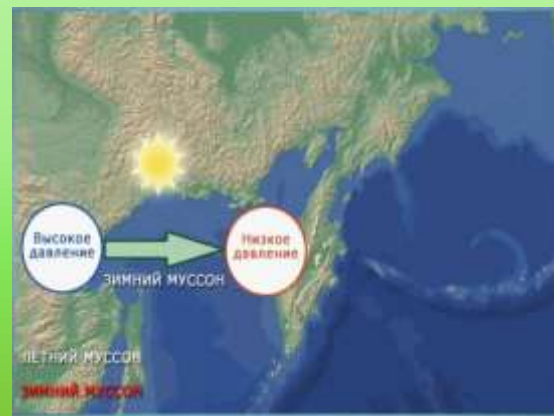 Высокое
давление
Низкое
давление
ЗИМНИЙ МУССОН
ЛЕТНИЙ МУССОН
ЗИМНИЙ МУССОН